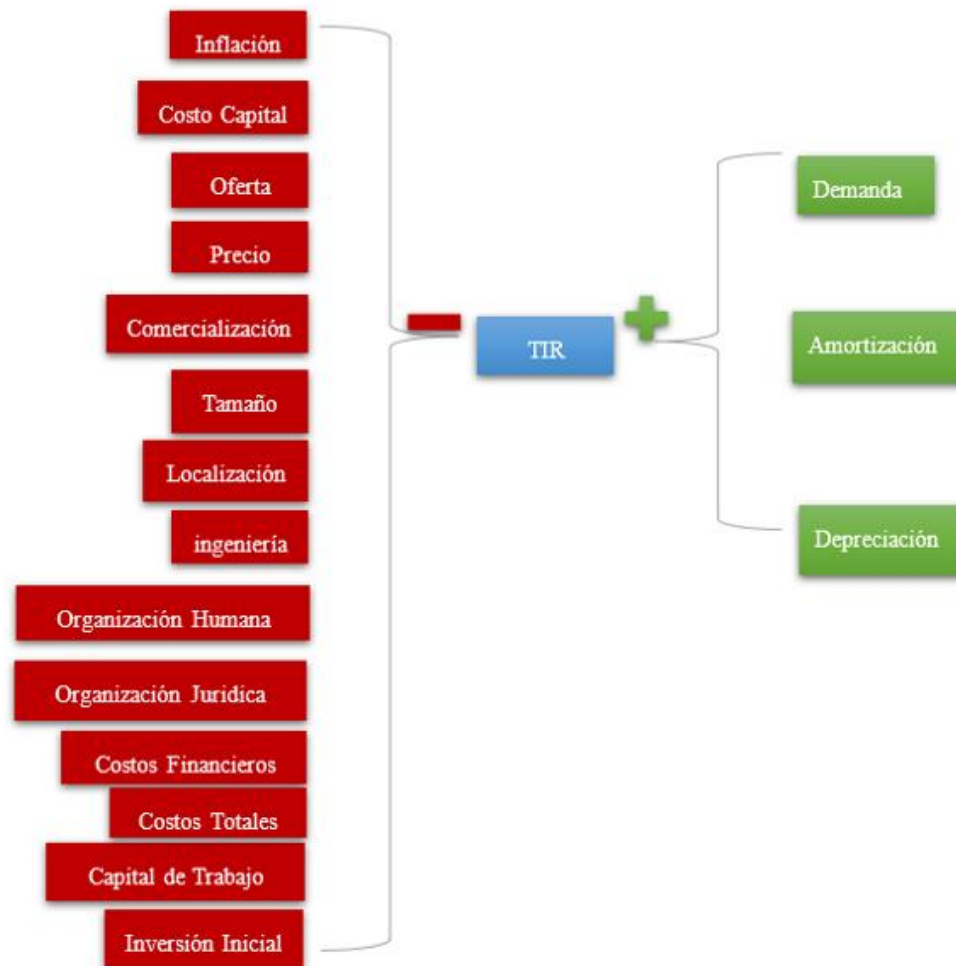 Inflación
Costo Capital
Oferta
Precio
Comercialización
Tamaño
Localización
ingeniería
Organización Humana
Organización Juridica
Costos Financieros
Costos Totales
Capital de Trabajo
Inversión Inicial
TIR
Demanda
Amortización
Depreciación